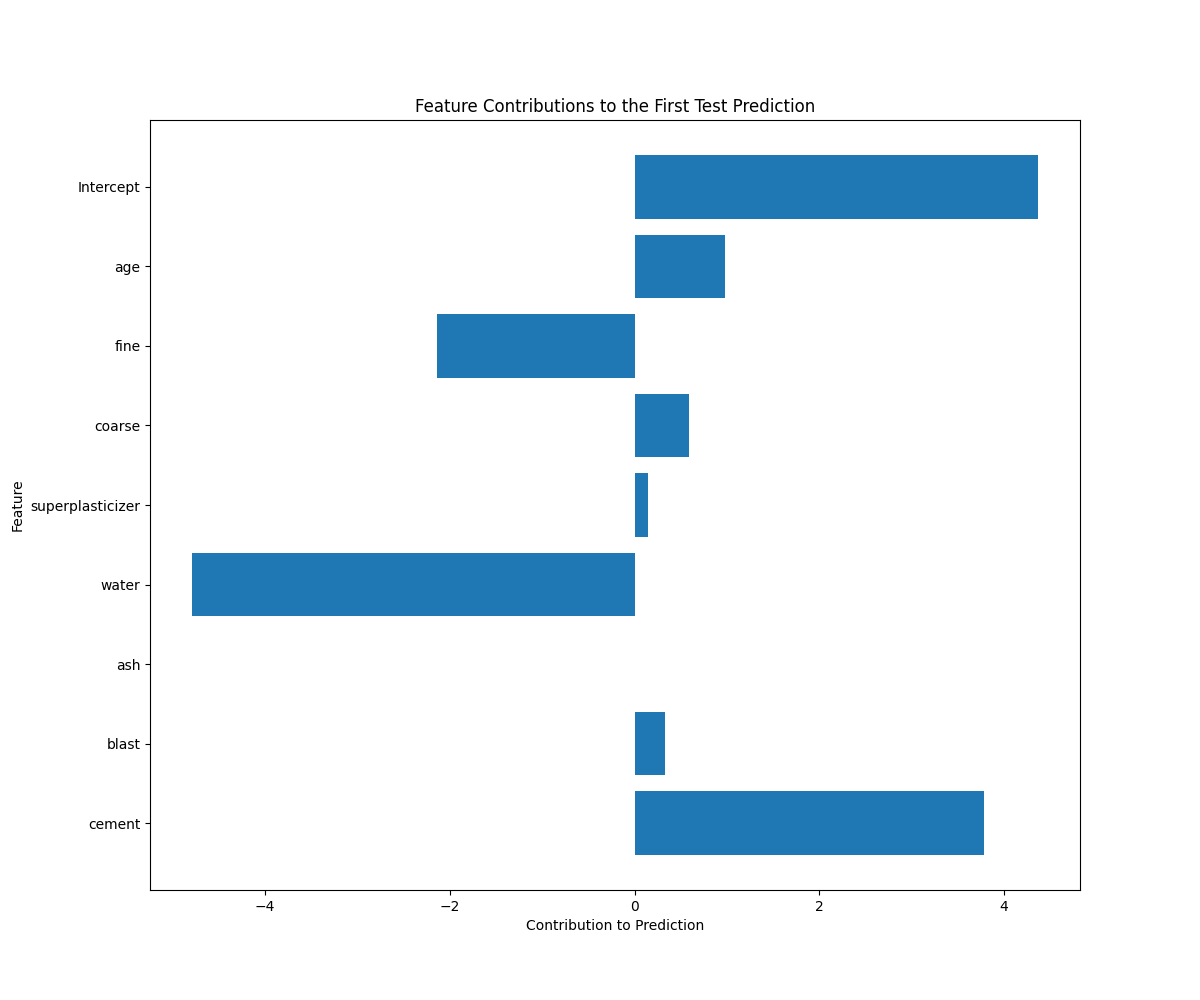 Feature Contributions to the First Test Prediction
Intercept
age
fine
coarse
superplasticizer
water
ash
blast
cement
Feature
−4
−2
0
2
4
Contribution to Prediction